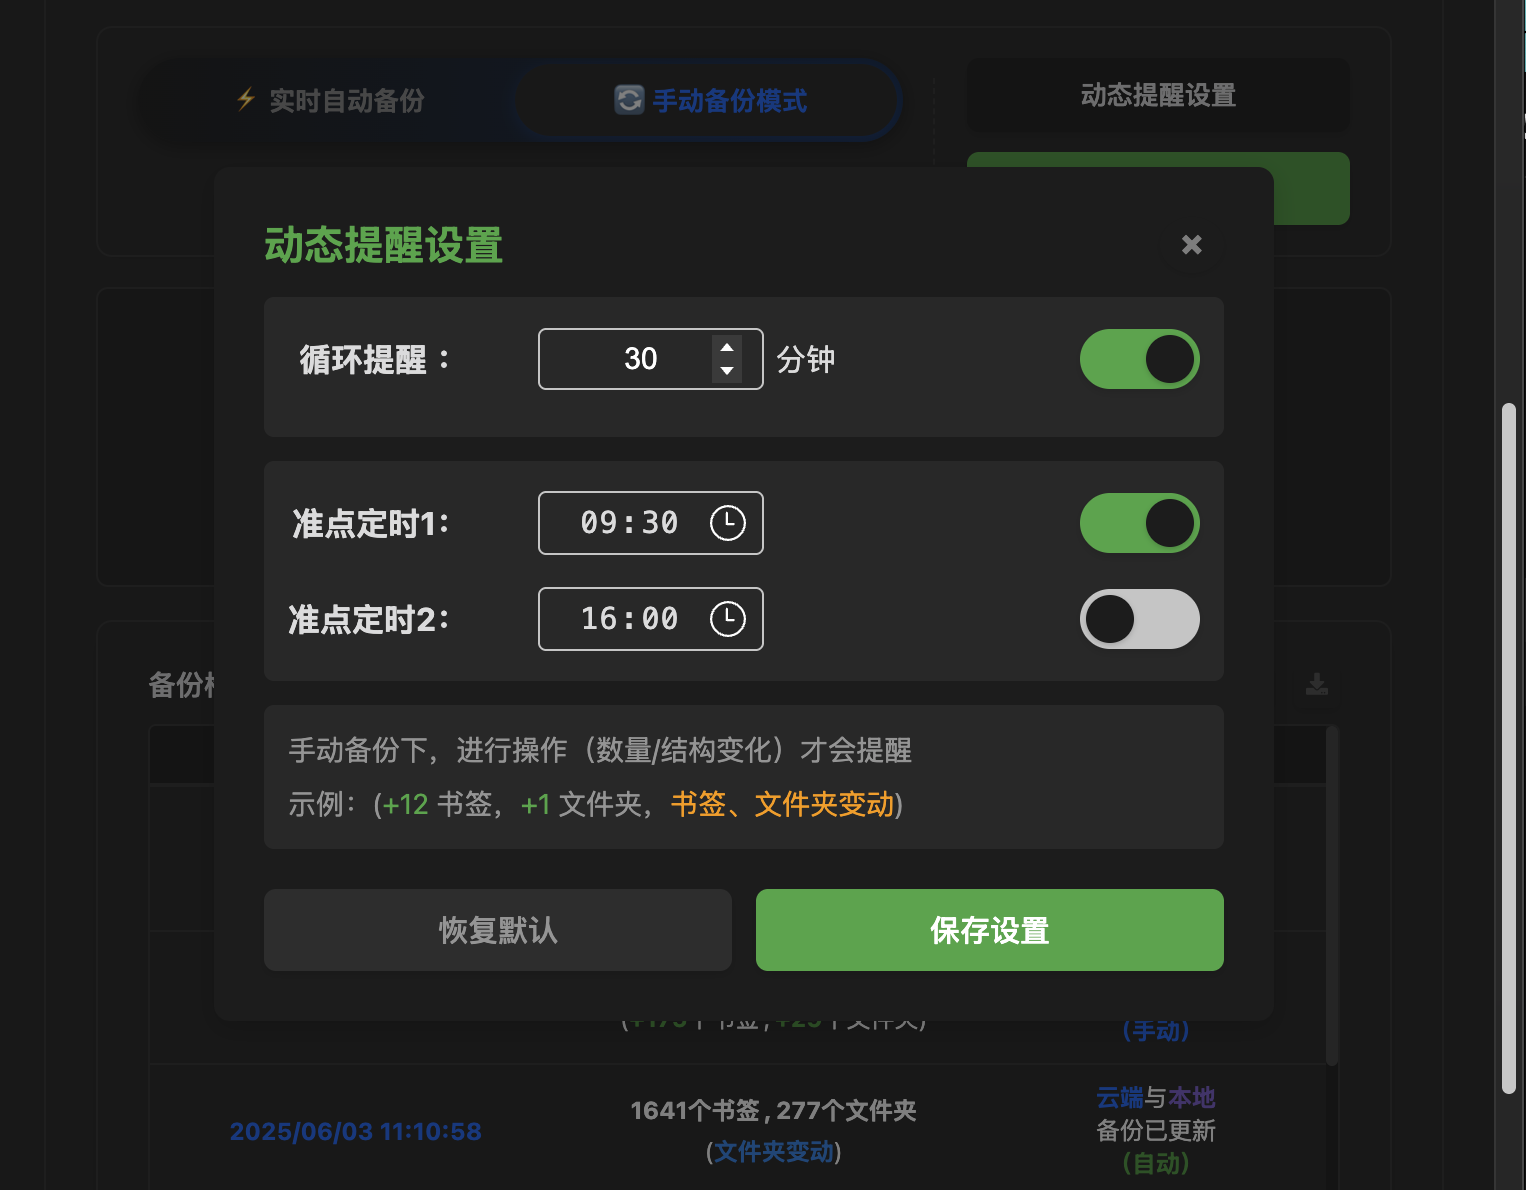 ⚡ 实时自动备份
🔄 手动备份模式
动态提醒设置
动态提醒设置
×
循环提醒：
30
分钟
准点定时1：
09:30
准点定时2：
16:00
手动备份下，进行操作（数量/结构变化）才会提醒
示例：(+12 书签，+1 文件夹，书签、文件夹变动)
恢复默认
保存设置
备份
(手动)
2025/06/03 11:10:58
1641个书签 , 277个文件夹
(文件夹变动)
云端与本地
备份已更新
(自动)